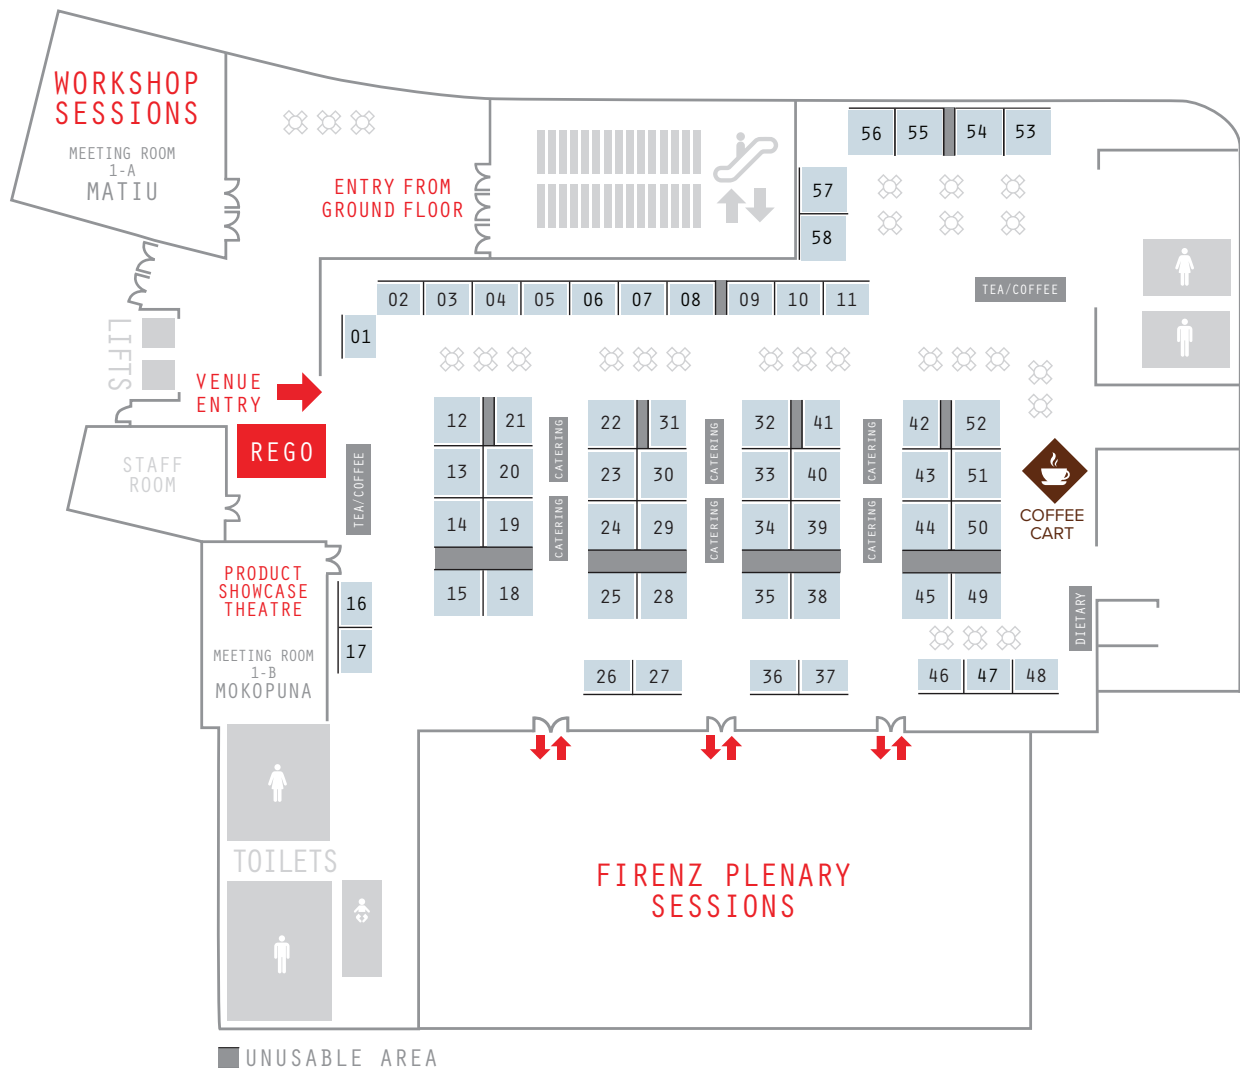 WORKSHOP
SESSIONS
MEETING ROOM
1-A
MATIU
ENTRY FROM
GROUND FLOOR
56 55 54 53
57
58
TEA/COFFEE
02 03 04 05 06 07 08 09 10 11
01
LIFTS
VENUE
ENTRY
REGO
STAFF
ROOM
TEA/COFFEE
12 21 22 31 32 41 42 52
13 20 23 30 33 40 43 51
14 19 24 29 34 39 44 50
15 18 25 28 35 38 45 49
CATERING
CATERING
CATERING
CATERING
CATERING
CATERING
COFFEE
CART
DIETARY
PRODUCT
SHOWCASE
THEATRE
MEETING ROOM
1-B
MOKOPUNA
16
17
26 27 36 37 46 47 48
TOILETS
FIRENZ PLENARY
SESSIONS
UNUSABLE AREA